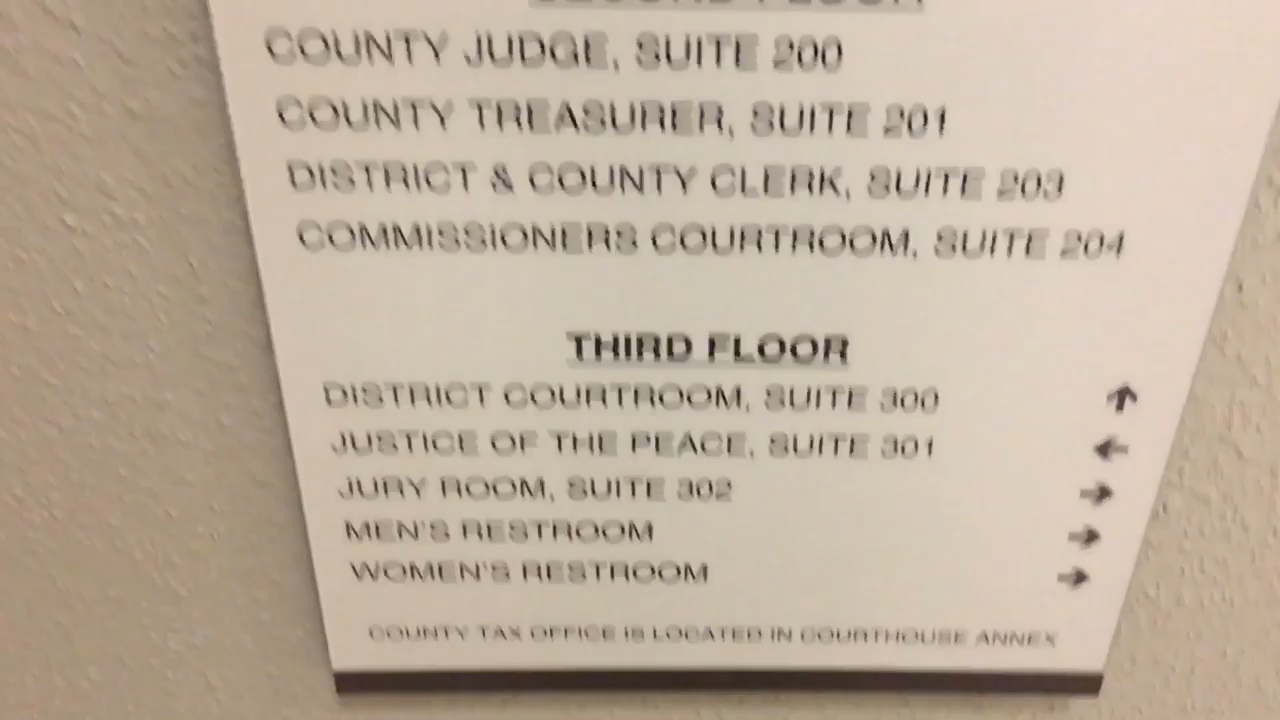 SECOND FLOOR
COUNTY JUDGE, SUITE 200
COUNTY TREASURER, SUITE 201
DISTRICT & COUNTY CLERK, SUITE 203
COMMISSIONERS COURTROOM, SUITE 204
THIRD FLOOR
DISTRICT COURTROOM, SUITE 300 ↑
JUSTICE OF THE PEACE, SUITE 301 ←
JURY ROOM, SUITE 302 →
MEN'S RESTROOM →
WOMEN'S RESTROOM →
COUNTY TAX OFFICE IS LOCATED IN COURTHOUSE ANNEX